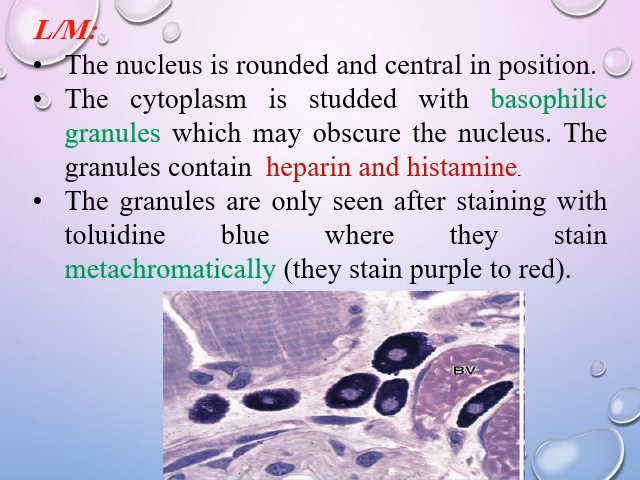 L/M:
• The nucleus is rounded and central in position.
• The cytoplasm is studded with basophilic
granules which may obscure the nucleus. The
granules contain heparin and histamine.
• The granules are only seen after staining with
toluidine blue where they stain
metachromatically (they stain purple to red).
BV